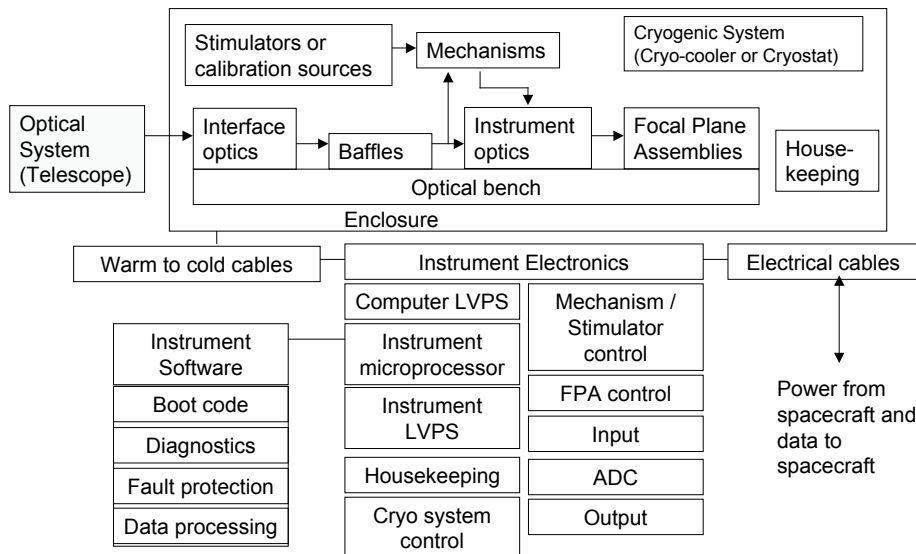 Stimulators or
calibration sources
Mechanisms
Cryogenic System
(Cryo-cooler or Cryostat)
Optical
System
(Telescope)
Interface
optics
Baffles
Instrument
optics
Focal Plane
Assemblies
House-
keeping
Optical bench
Enclosure
Warm to cold cables
Instrument Electronics
Electrical cables
Computer LVPS
Instrument
microprocessor
Instrument
LVPS
Housekeeping
Cryo system
control
Mechanism /
Stimulator
control
FPA control
Input
ADC
Output
Instrument
Software
Boot code
Diagnostics
Fault protection
Data processing
Power from
spacecraft and
data to
spacecraft